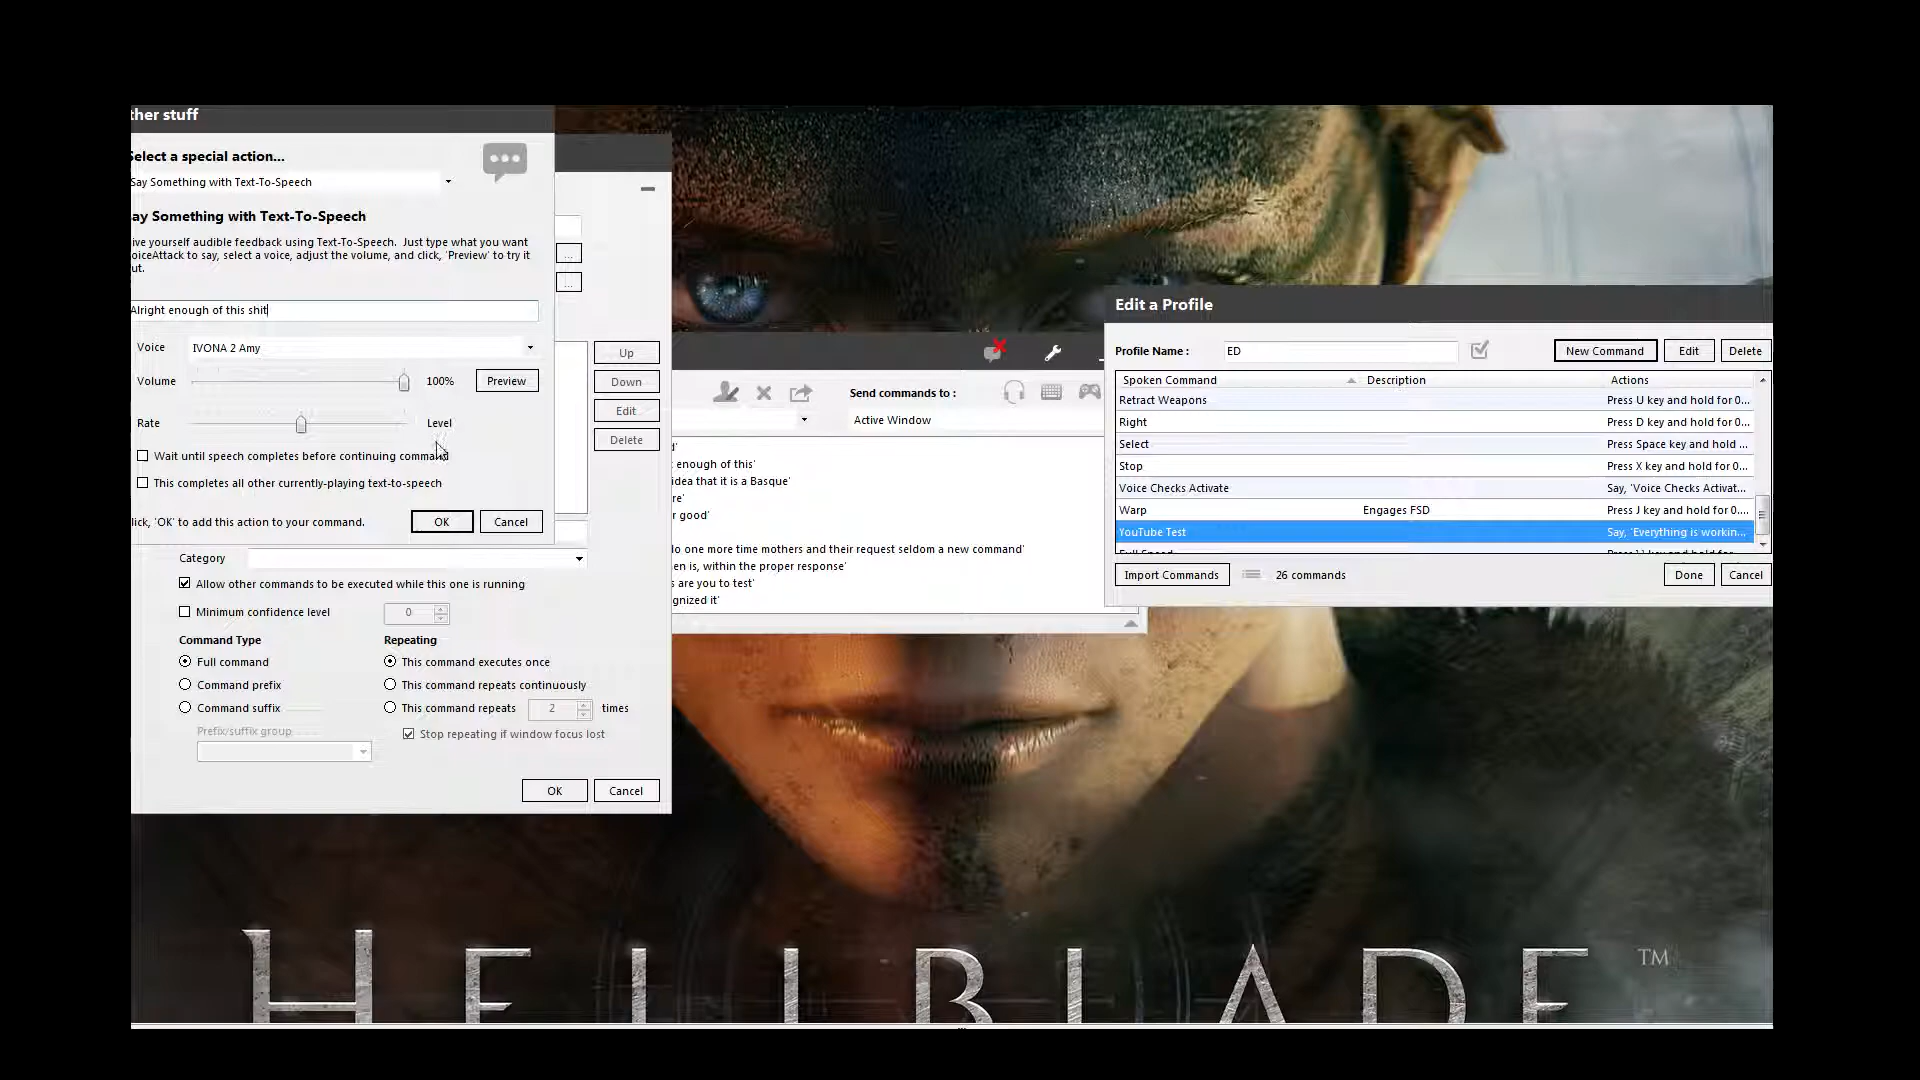 ther stuff
Select a special action...
Say Something with Text-To-Speech
ay Something with Text-To-Speech
ive yourself audible feedback using Text-To-Speech. Just type what you want
oiceAttack to say, select a voice, adjust the volume, and click, 'Preview' to try it
ut.
Alright enough of this shit
Voice
IVONA 2 Amy
Volume
100%
Preview
Rate
Level
Wait until speech completes before continuing command
This completes all other currently-playing text-to-speech
lick, 'OK' to add this action to your command.
OK
Cancel
...
...
Up
Down
Edit
Delete
Category
Allow other commands to be executed while this one is running
Minimum confidence level
0
Command Type
Full command
Command prefix
Command suffix
Prefix/suffix group
Repeating
This command executes once
This command repeats continuously
This command repeats
2
times
Stop repeating if window focus lost
OK
Cancel
Send commands to :
Active Window
d'
enough of this'
idea that it is a Basque'
re'
r good'
lo one more time mothers and their request seldom a new command'
en is, within the proper response'
s are you to test'
gnized it'
Edit a Profile
Profile Name :
ED
New Command
Edit
Delete
Spoken Command
Description
Actions
Retract Weapons
Press U key and hold for 0...
Right
Press D key and hold for 0...
Select
Press Space key and hold ...
Stop
Press X key and hold for 0...
Voice Checks Activate
Say, 'Voice Checks Activat...
Warp
Engages FSD
Press J key and hold for 0....
YouTube Test
Say, 'Everything is workin...
Import Commands
26 commands
Done
Cancel
HELLBLADE
TM